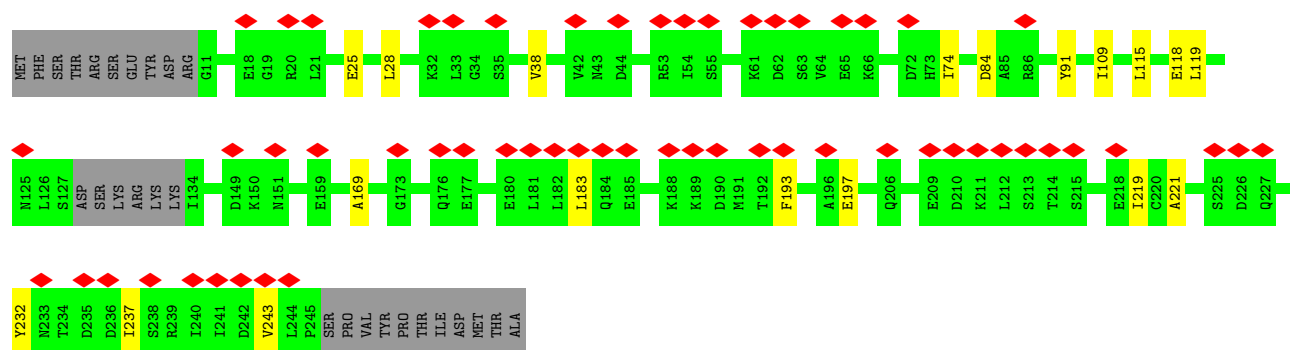 MET PHE SER THR ARG SER GLU TYR ASP ARG G11 E18 G19 R20 L21 E25 L28 K32 L33 G34 S35 V38 V42 N43 D44 R53 I54 S55 K61 D62 S63 V64 E65 K66 D72 H73 I74 D84 A85 R86 Y91 I109 L115 E118 L119
N125 L126 S127 ASP SER LYS ARG LYS LYS I134 D149 K150 N151 E159 A169 G173 Q176 E177 E180 L181 L182 L183 Q184 E185 K188 K189 D190 M191 T192 F193 A196 E197 Q206 E209 D210 K211 L212 S213 T214 S215 E218 I219 C220 A221 S225 D226 Q227
Y232 N233 T234 D235 D236 I237 S238 R239 I240 I241 D242 V243 L244 P245 SER PRO VAL TYR PRO THR ILE ASP MET THR ALA